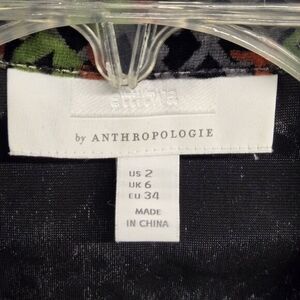 by ANTHROPOLOGIE
US 2
UK 6
EU 34
MADE
IN CHINA